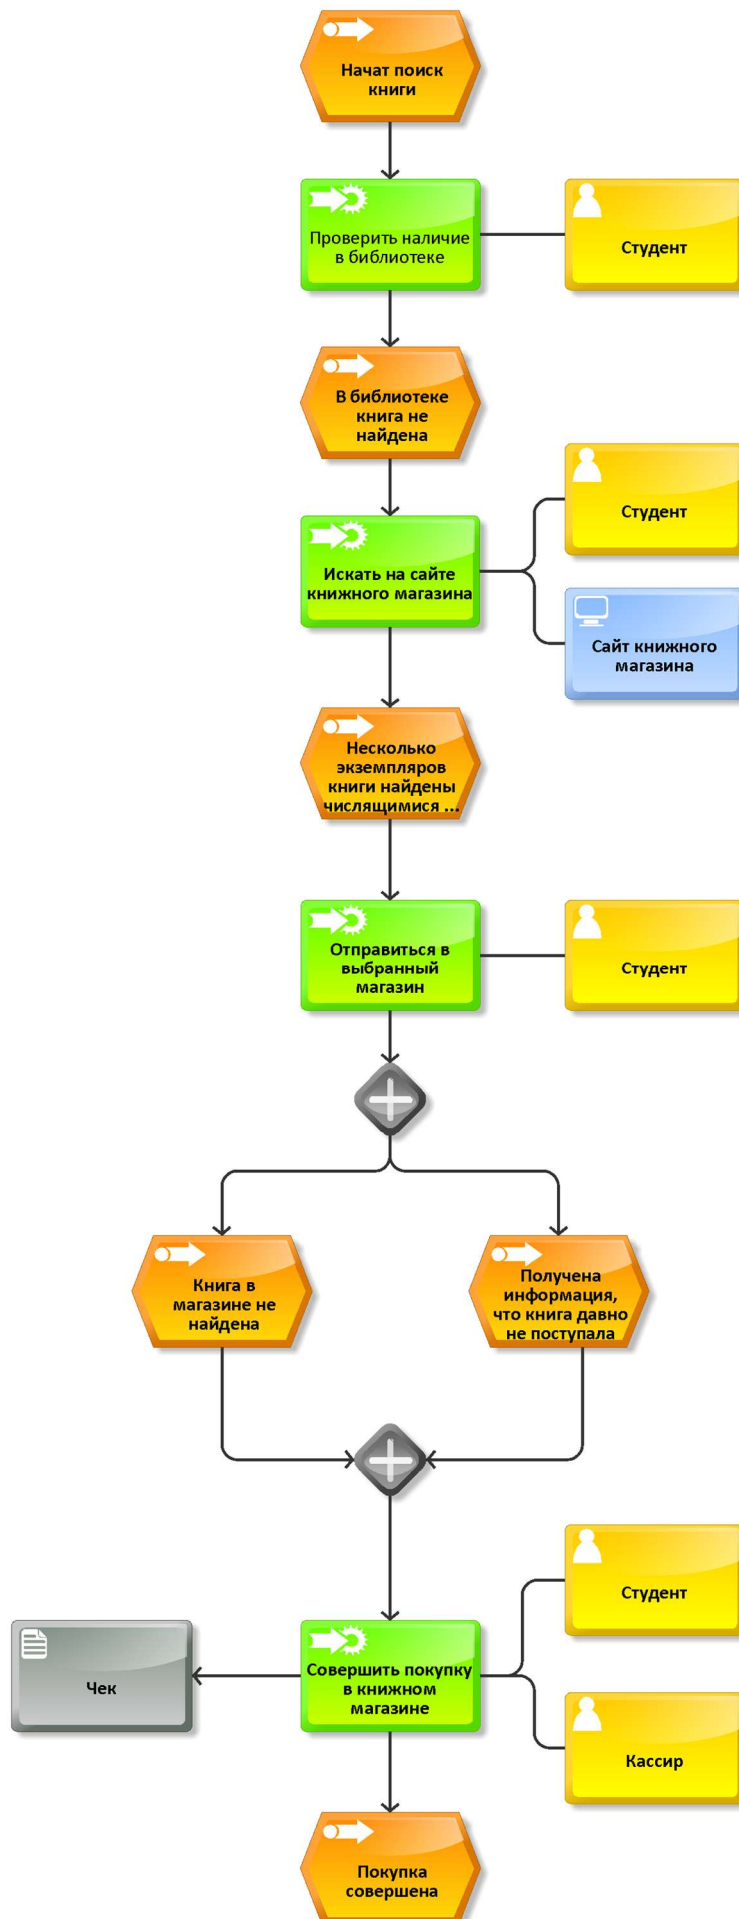 Начат поиск
книги
Проверить наличие
в библиотеке
Студент
В библиотеке
книга не
найдена
Искать на сайте
книжного магазина
Студент
Сайт книжного
магазина
Несколько
экземпляров
книги найдены
числящимися ...
Отправиться в
выбранный
магазин
Студент
Книга в
магазине не
найдена
Получена
информация,
что книга давно
не поступала
Чек
Совершить покупку
в книжном
магазине
Студент
Кассир
Покупка
совершена